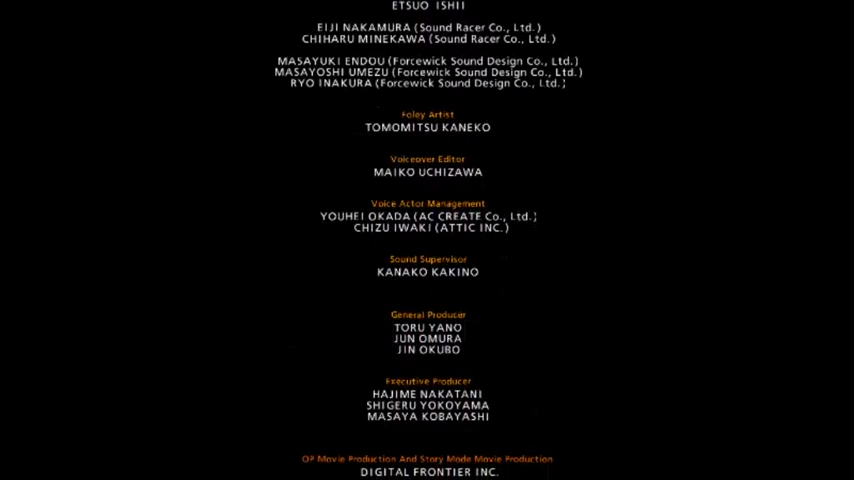 ETSUO ISHII
EIJI NAKAMURA (Sound Racer Co., Ltd.)
CHIHARU MINEKAWA (Sound Racer Co., Ltd.)
MASAYUKI ENDOU (Forcewick Sound Design Co., Ltd.)
MASAYOSHI UMEZU (Forcewick Sound Design Co., Ltd.)
RYO INAKURA (Forcewick Sound Design Co., Ltd.)
Foley Artist
TOMOMITSU KANEKO
Voiceover Editor
MAIKO UCHIZAWA
Voice Actor Management
YOUHEI OKADA (AC CREATE Co., Ltd.)
CHIZU IWAKI (ATTIC INC.)
Sound Supervisor
KANAKO KAKINO
General Producer
TORU YANO
JUN OMURA
JIN OKUBO
Executive Producer
HAJIME NAKATANI
SHIGERU YOKOYAMA
MASAYA KOBAYASHI
OP Movie Production And Story Mode Movie Production
DIGITAL FRONTIER INC.